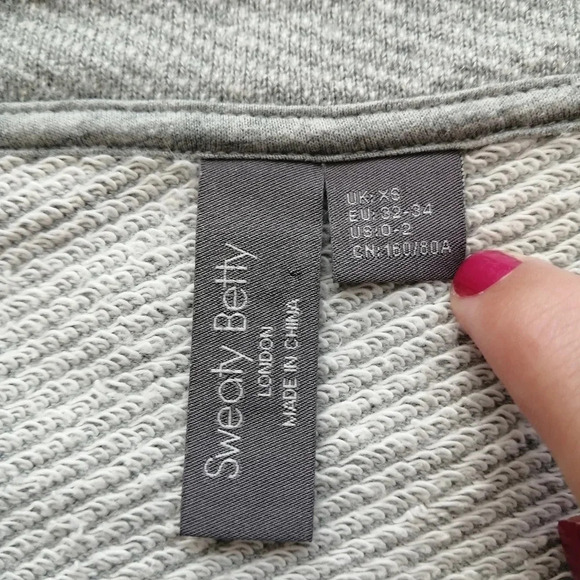 Sweaty Betty
LONDON
MADE IN CHINA
UK: XS
EU: 32-34
US: 0-2
CN: 160/80A